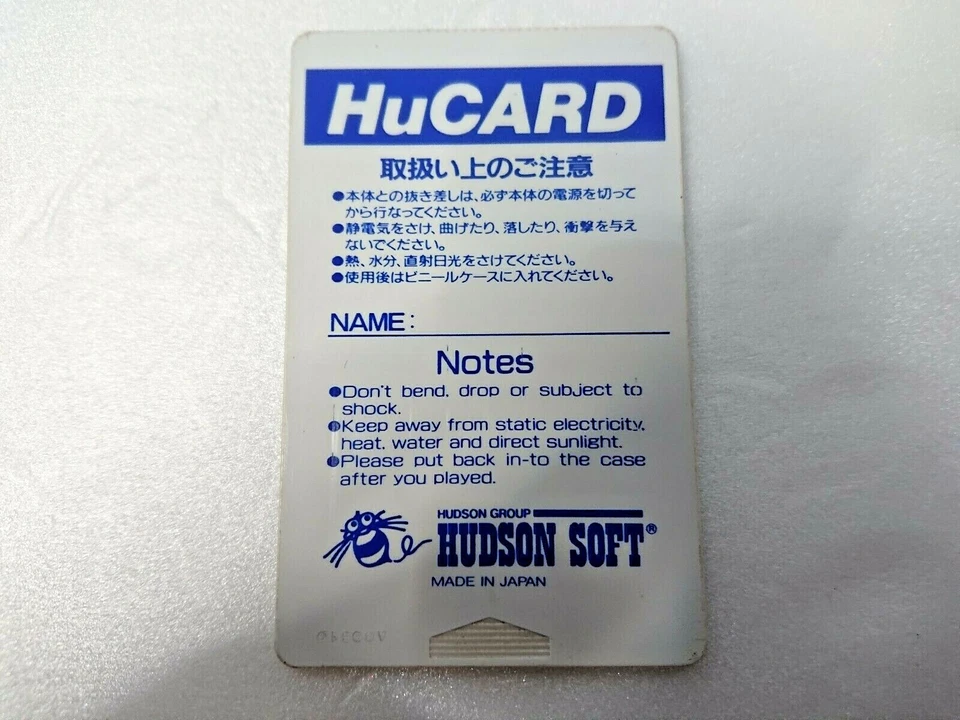 HuCARD
取扱い上のご注意
●本体との抜き差しは、必ず本体の電源を切って
から行なってください。
●静電気をさけ、曲げたり、落したり、衝撃を与え
ないでください。
●熱、水分、直射日光をさけてください。
●使用後はビニールケースに入れてください。
NAME:
Notes
●Don't bend. drop or subject to
shock.
●Keep away from static electricity.
heat. water and direct sunlight.
●Please put back in-to the case
after you played.
HUDSON GROUP
HUDSON SOFT®
MADE IN JAPAN